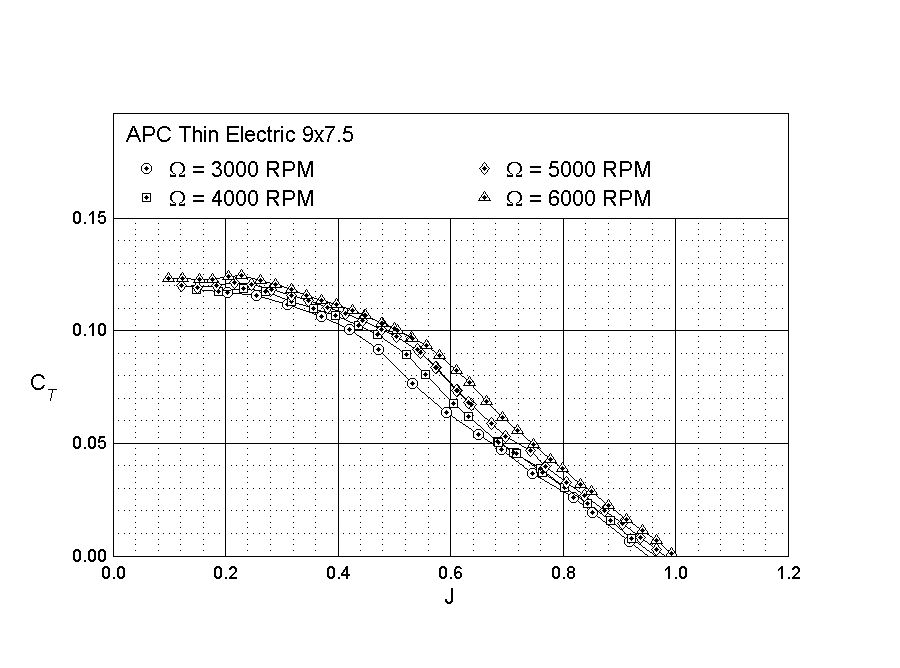 APC Thin Electric 9x7.5
Ω = 3000 RPM
Ω = 5000 RPM
Ω = 4000 RPM
Ω = 6000 RPM
0.15
0.10
C_T
0.05
0.00
0.0 0.2 0.4 0.6 0.8 1.0 1.2
J